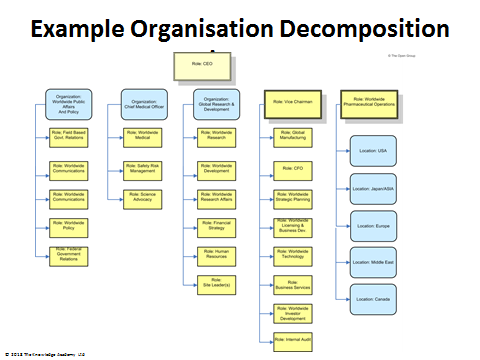 Example Organisation Decomposition
© The Open Group
Role: CEO
Organization:
Worldwide Public
Affairs
And Policy
Organization:
Chief Medical Officer
Organization:
Global Research &
Development
Role: Vice Chairman
Role: Worldwide
Pharmaceutical Operations
Role: Field Based
Govt. Relations
Role: Worldwide
Communications
Role: Worldwide
Communications
Role: Worldwide
Policy
Role: Federal
Government
Relations
Role: Worldwide
Medical
Role: Safety Risk
Management
Role: Science
Advocacy
Role: Worldwide
Research
Role: Worldwide
Development
Role: Worldwide
Research Affairs
Role: Financial
Strategy
Role: Human
Resources
Role:
Site Leader(s)
Role: Global
Manufacturing
Role: CFO
Role: Worldwide
Strategic Planning
Role: Worldwide
Licensing &
Business Dev
Role: Worldwide
Technology
Role:
Business Services
Role: Worldwide
Investor
Development
Role: Internal Audit
Location: USA
Location: Japan/ASIA
Location: Europe
Location: Middle East
Location: Canada
The Knowledge Academy Ltd